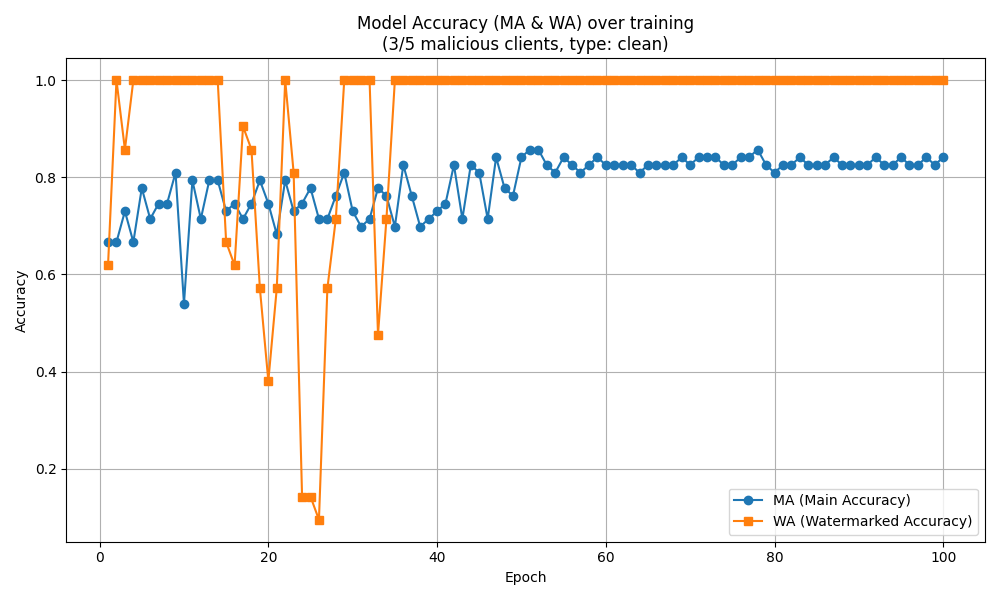 Model Accuracy (MA & WA) over training
(3/5 malicious clients, type: clean)
Accuracy
1.0
0.8
0.6
0.4
0.2
0
20
40
60
80
100
Epoch
MA (Main Accuracy)
WA (Watermarked Accuracy)